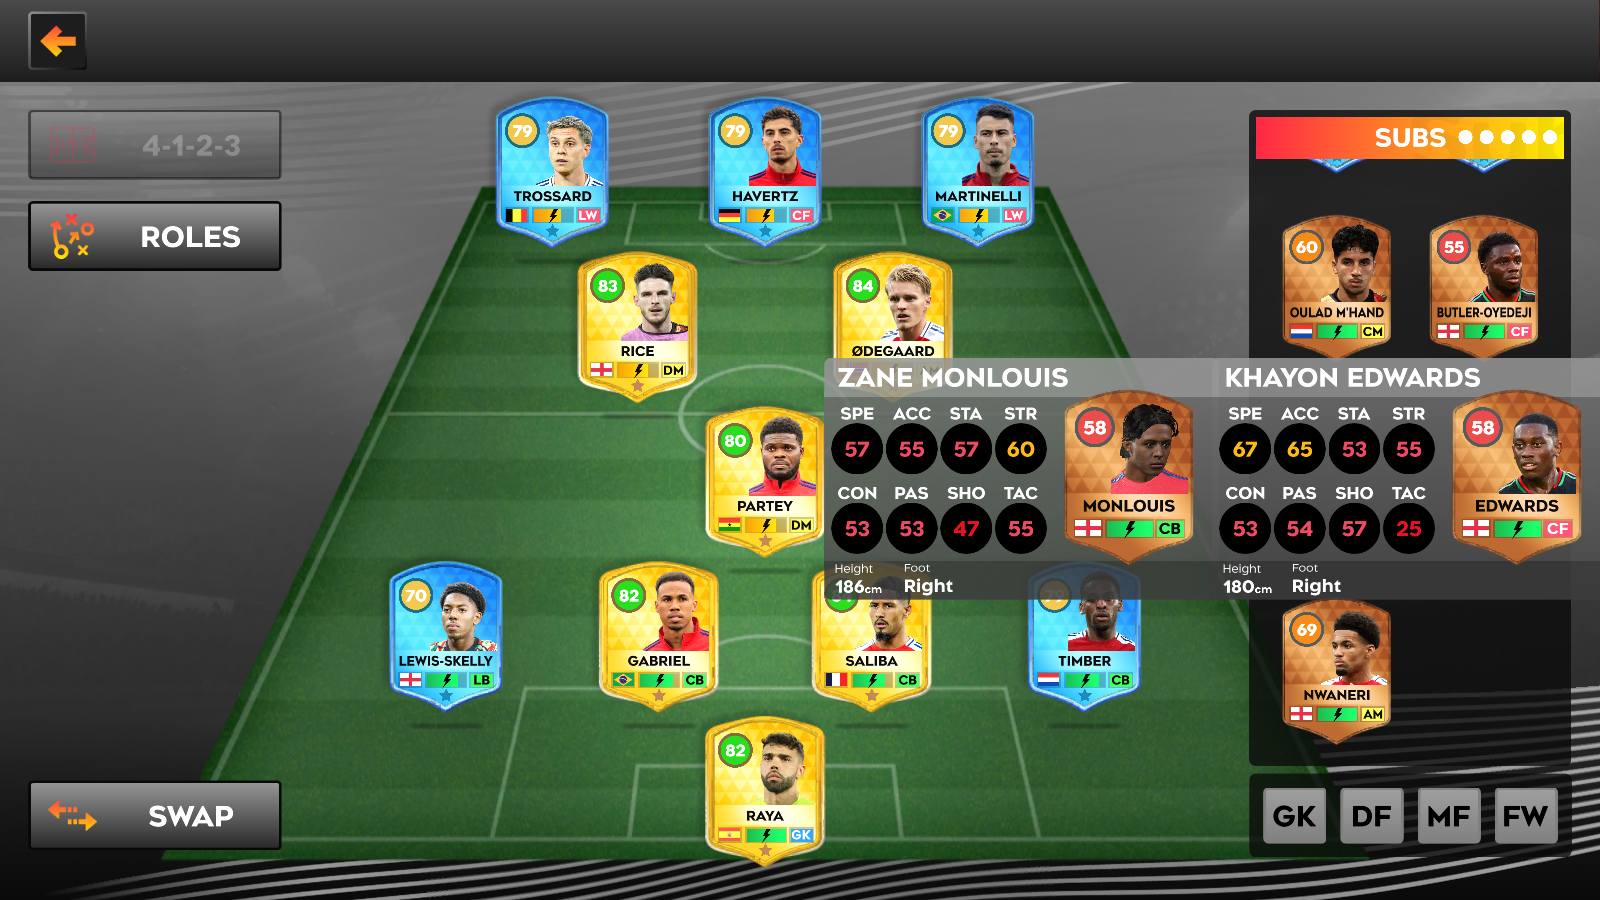 4-1-2-3
ROLES
SWAP
79
TROSSARD
LW
79
HAVERTZ
CF
79
MARTINELLI
LW
83
RICE
DM
84
ØDEGAARD
80
PARTEY
DM
70
LEWIS-SKELLY
LB
82
GABRIEL
CB
SALIBA
CB
TIMBER
CB
82
RAYA
GK
SUBS
60
OULAD M'HAND
CM
55
BUTLER-OYEDEJI
CF
ZANE MONLOUIS
SPE ACC STA STR
57 55 57 60
CON PAS SHO TAC
53 53 47 55
Height Foot
186cm Right
58
MONLOUIS
CB
KHAYON EDWARDS
SPE ACC STA STR
67 65 53 55
CON PAS SHO TAC
53 54 57 25
Height Foot
180cm Right
58
EDWARDS
CF
69
NWANERI
AM
GK DF MF FW